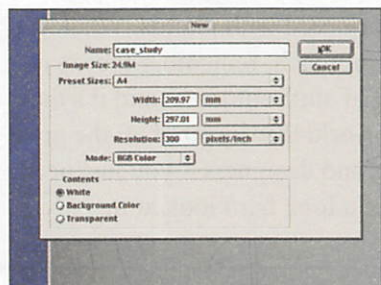 New
Name: case_study
OK
Image Size: 24.9M
Cancel
Preset Sizes: A4
Width: 209.97 mm
Height: 297.01 mm
Resolution: 300 pixels/inch
Mode: RGB Color
Contents
White
Background Color
Transparent